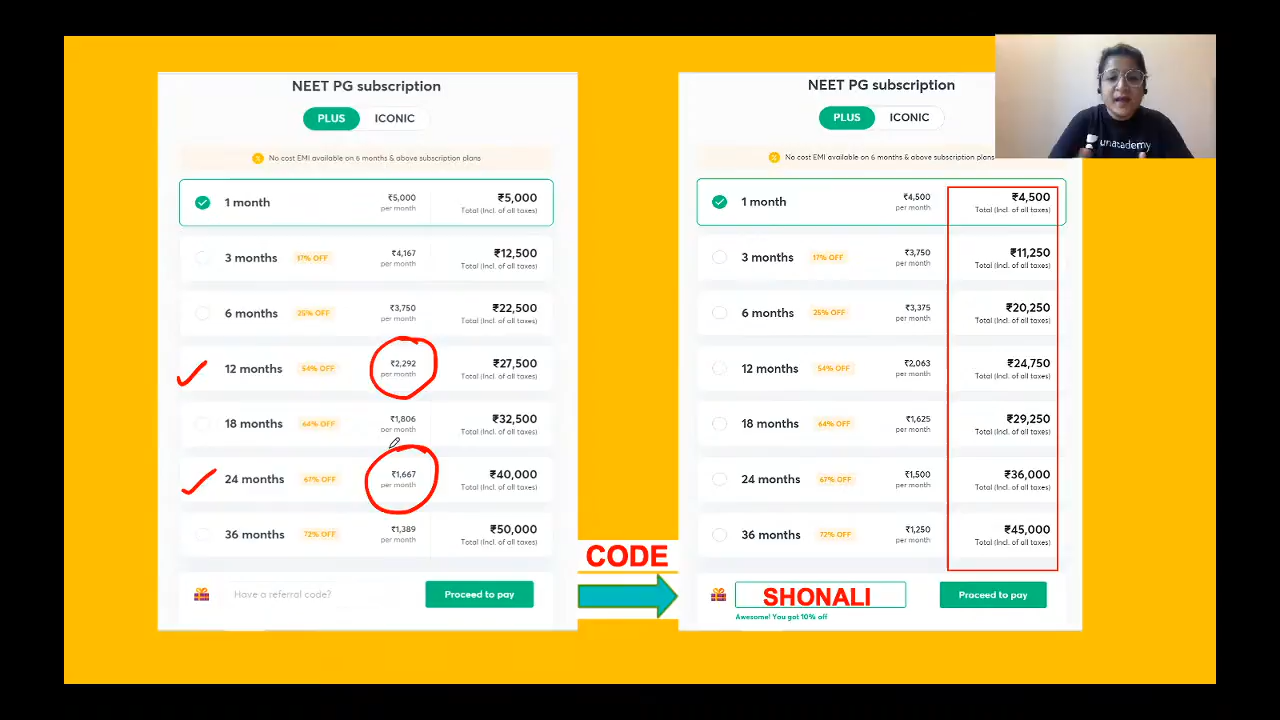 NEET PG subscription
PLUS
ICONIC
No cost EMI available on 6 months & above subscription plans
1 month
₹5,000
per month
₹5,000
Total (Incl. of all taxes)
3 months
17% OFF
₹4,167
per month
₹12,500
Total (Incl. of all taxes)
6 months
25% OFF
₹3,750
per month
₹22,500
Total (Incl. of all taxes)
12 months
54% OFF
₹2,292
per month
₹27,500
Total (Incl. of all taxes)
18 months
64% OFF
₹1,806
per month
₹32,500
Total (Incl. of all taxes)
24 months
67% OFF
₹1,667
per month
₹40,000
Total (Incl. of all taxes)
36 months
72% OFF
₹1,389
per month
₹50,000
Total (Incl. of all taxes)
Have a referral code?
Proceed to pay
CODE
NEET PG subscription
PLUS
ICONIC
No cost EMI available on 6 months & above subscription plans
1 month
₹4,500
per month
₹4,500
Total (Incl. of all taxes)
3 months
17% OFF
₹3,750
per month
₹11,250
Total (Incl. of all taxes)
6 months
25% OFF
₹3,375
per month
₹20,250
Total (Incl. of all taxes)
12 months
54% OFF
₹2,063
per month
₹24,750
Total (Incl. of all taxes)
18 months
64% OFF
₹1,625
per month
₹29,250
Total (Incl. of all taxes)
24 months
67% OFF
₹1,500
per month
₹36,000
Total (Incl. of all taxes)
36 months
72% OFF
₹1,250
per month
₹45,000
Total (Incl. of all taxes)
SHONALI
Proceed to pay
Awesome! You got 10% off
unacademy